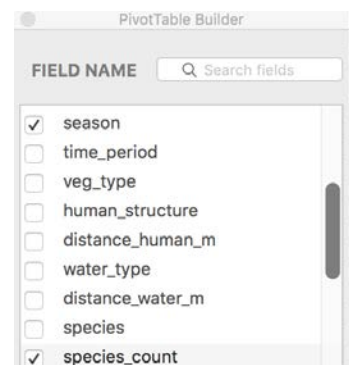 PivotTable Builder
FIELD NAME Search fields
season
time_period
veg_type
human_structure
distance_human_m
water_type
distance_water_m
species
species_count